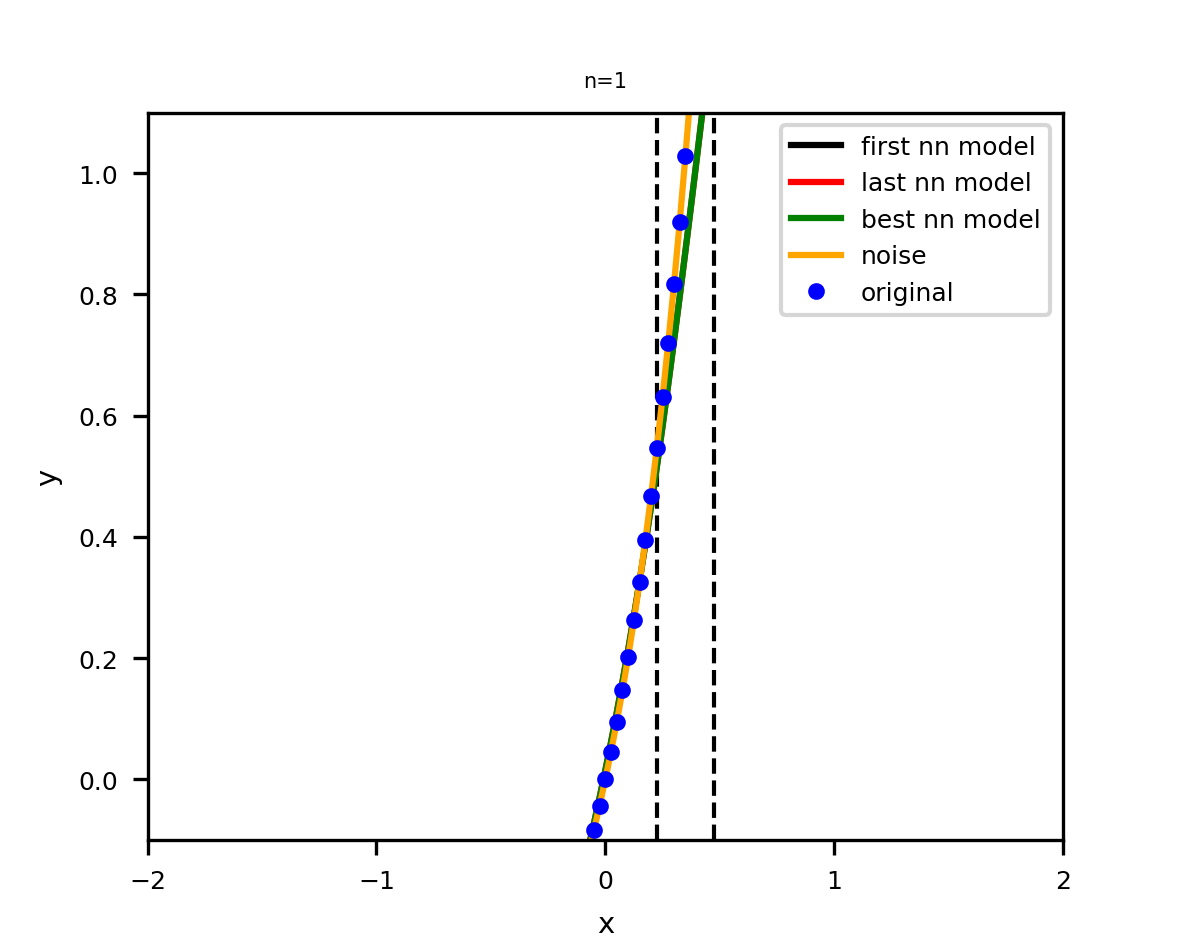 n=1
first nn model
last nn model
best nn model
noise
original
1.0
0.8
0.6
0.4
0.2
0.0
y
−2
−1
0
1
2
x